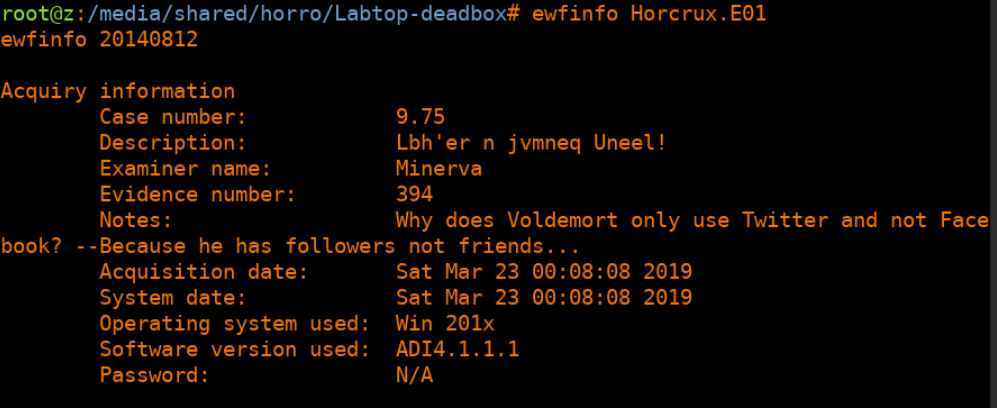 root@z:/media/shared/horro/Labtop-deadbox# ewfinfo Horcrux.E01
ewfinfo 20140812
Acquiry information
Case number: 9.75
Description: Lbh'er n jvmneq Uneel!
Examiner name: Minerva
Evidence number: 394
Notes: Why does Voldemort only use Twitter and not Face
book? --Because he has followers not friends...
Acquisition date: Sat Mar 23 00:08:08 2019
System date: Sat Mar 23 00:08:08 2019
Operating system used: Win 201x
Software version used: ADI4.1.1.1
Password: N/A